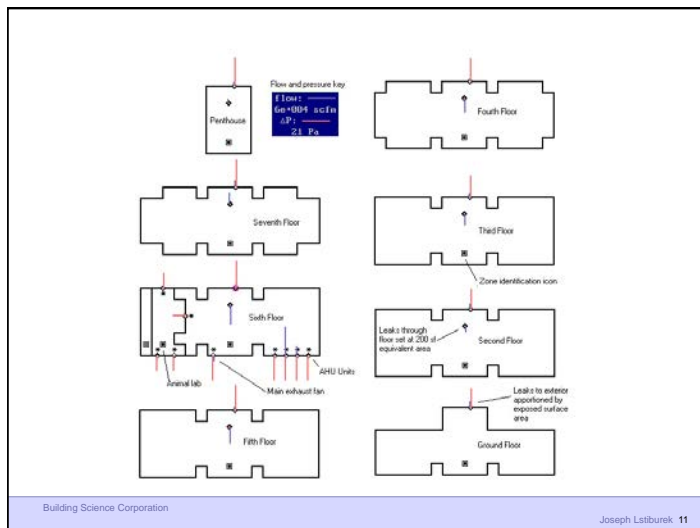 Flow and pressure key
flow:
6e+004 scfm
ΔP:
21 Pa
Penthouse
Seventh Floor
Sixth Floor
Animal lab
Main exhaust fan
AHU Units
Fifth Floor
Fourth Floor
Third Floor
Zone identification icon
Leaks through
floor set at 200 sf
equivalent area
Second Floor
Leaks to exterior
apportioned by
exposed surface
area
Ground Floor
Building Science Corporation
Joseph Lstiburek 11